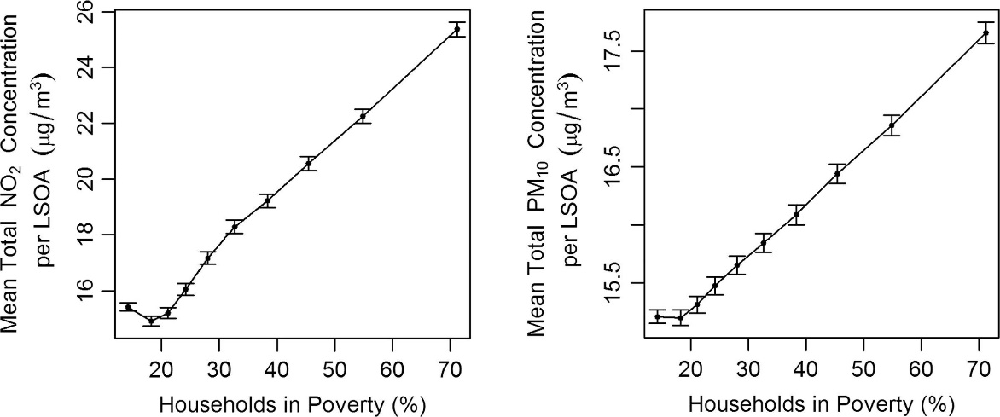 Mean Total NO2 Concentration
per LSOA (μg/m3)
26
24
22
20
18
16
20 30 40 50 60 70
Households in Poverty (%)
Mean Total PM10 Concentration
per LSOA (μg/m3)
17.5
16.5
15.5
20 30 40 50 60 70
Households in Poverty (%)